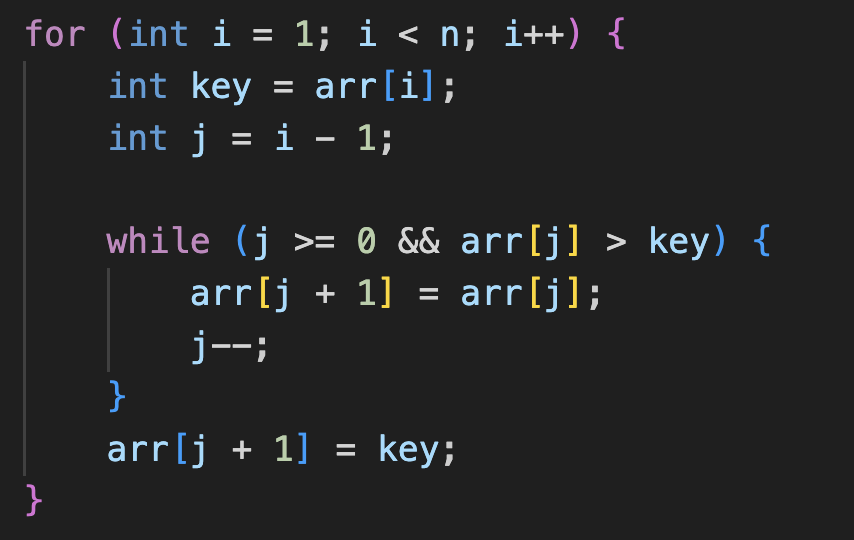 for (int i = 1; i < n; i++) {
    int key = arr[i];
    int j = i - 1;

    while (j >= 0 && arr[j] > key) {
        arr[j + 1] = arr[j];
        j--;
    }
    arr[j + 1] = key;
}